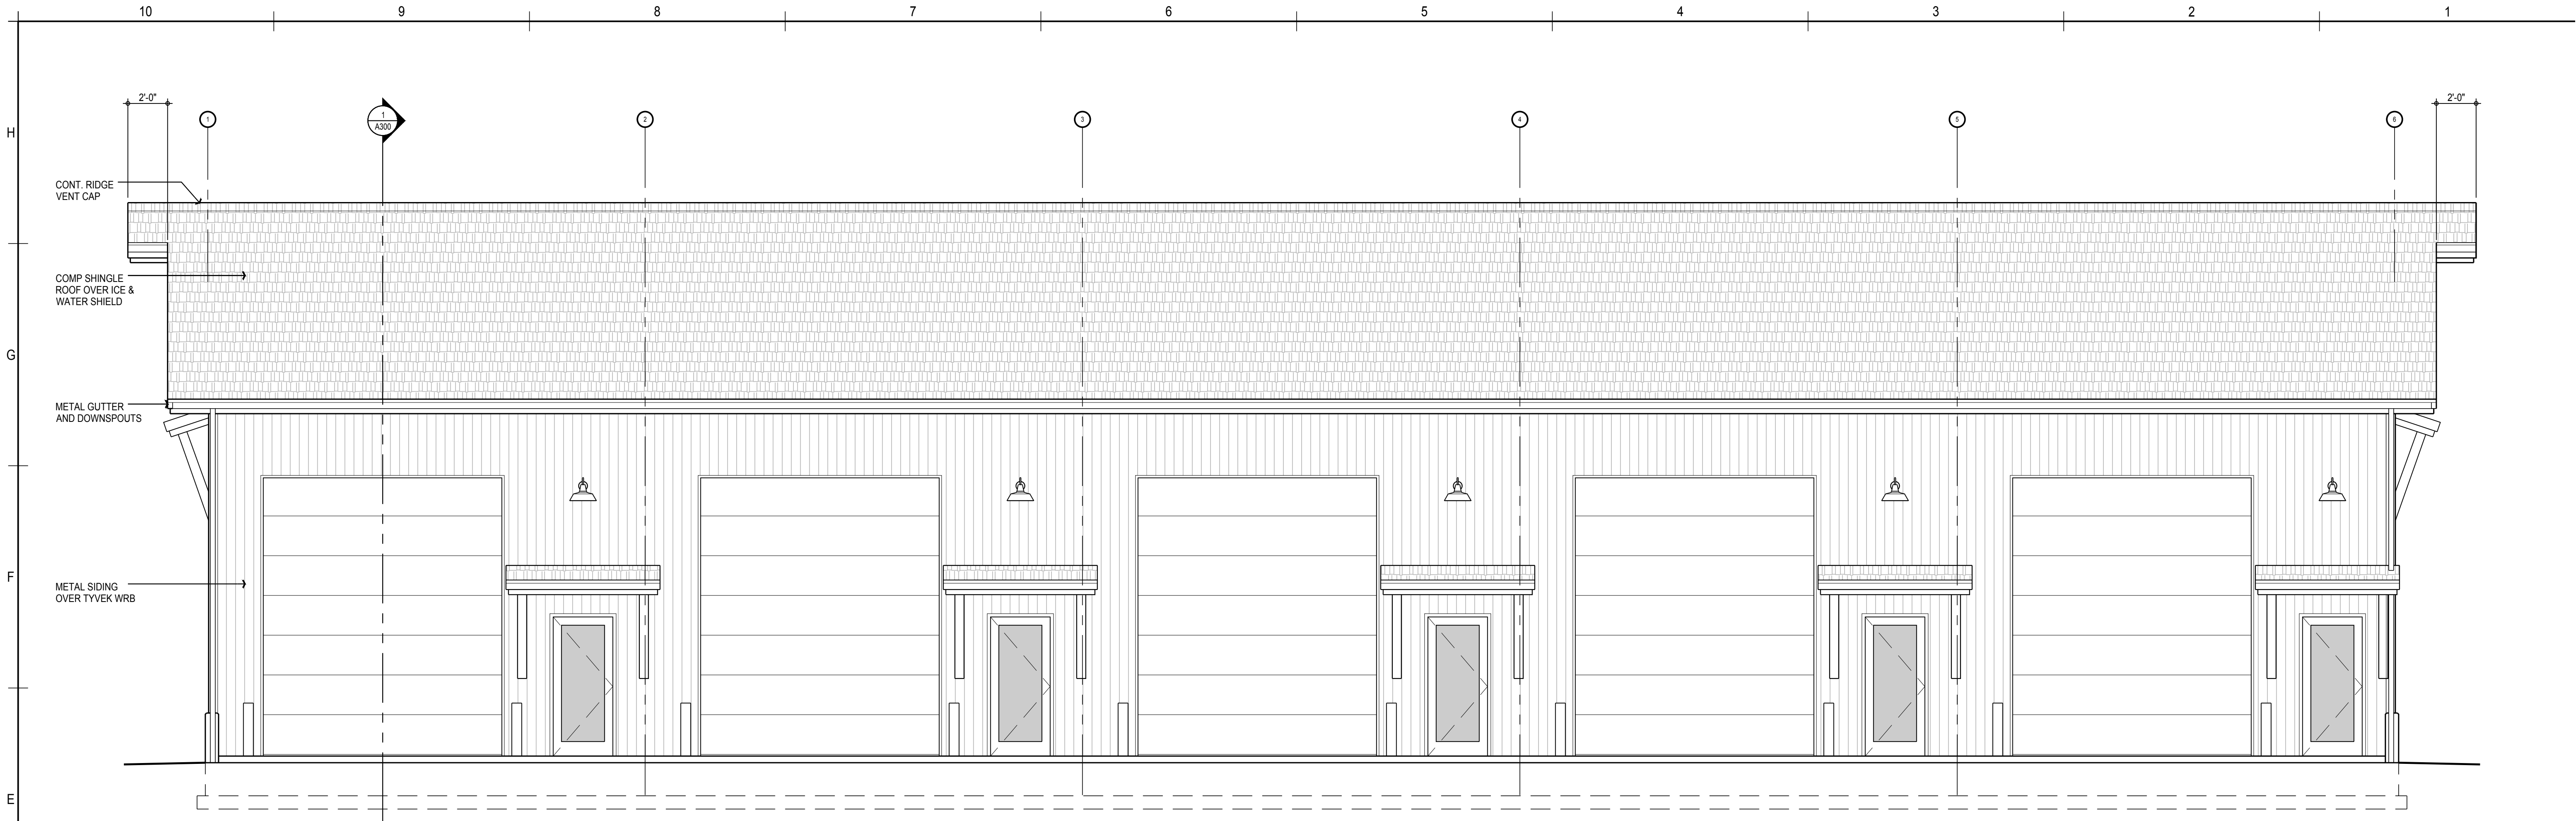 10 9 8 7 6 5 4 3 2 1
2'-0" 2'-0"
1 2 3 4 5 6
1
A300
H
CONT. RIDGE
VENT CAP
COMP SHINGLE
ROOF OVER ICE &
WATER SHIELD
G
METAL GUTTER
AND DOWNSPOUTS
F
METAL SIDING
OVER TYVEK WRB
E